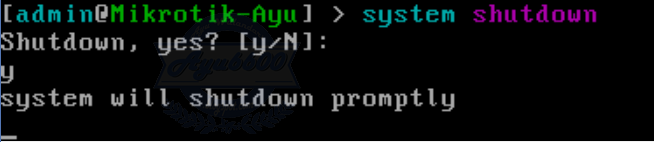 [admin@Mikrotik-Ayu] > system shutdown
Shutdown, yes? [y/N]:
y
system will shutdown promptly